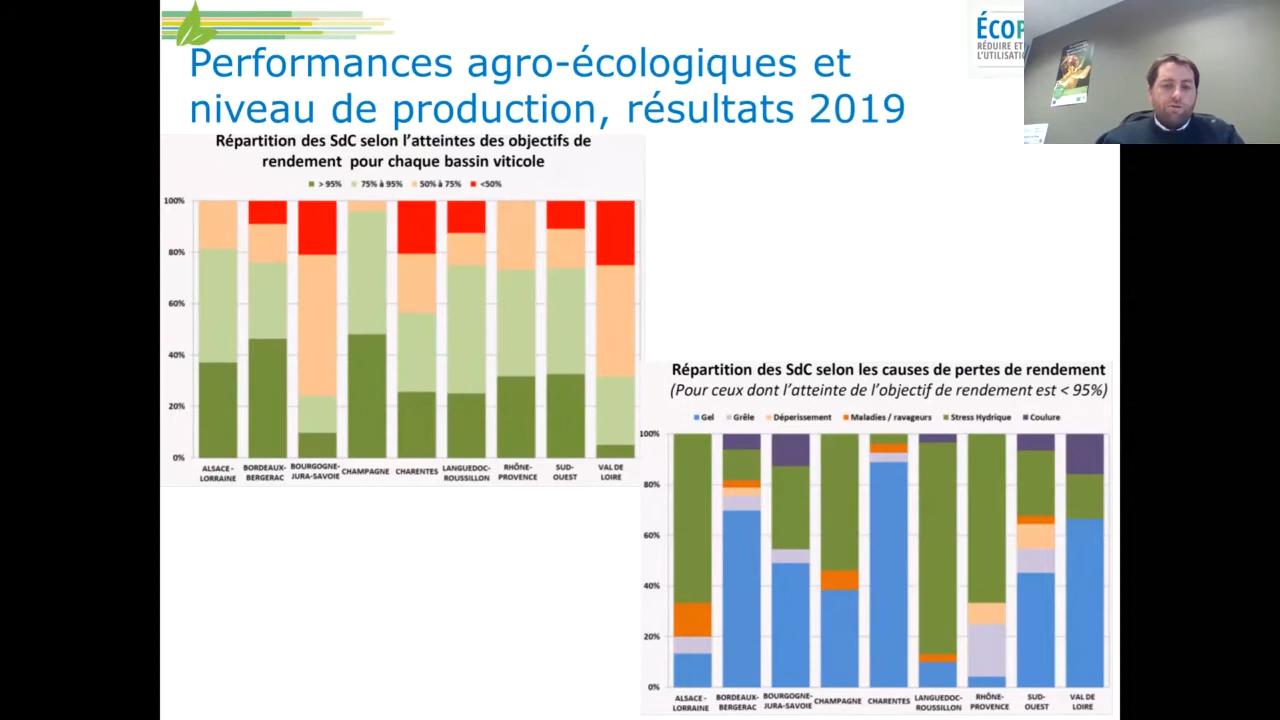 ÉCOP
RÉDUIRE ET
L'UTILISATIO
Performances agro-écologiques et
niveau de production, résultats 2019
Répartition des SdC selon l'atteintes des objectifs de
rendement pour chaque bassin viticole
> 95% 75% à 95% 50% à 75% <50%
100%
80%
60%
40%
20%
0%
ALSACE - LORRAINE
BORDEAUX- BERGERAC
BOURGOGNE- JURA-SAVOIE
CHAMPAGNE
CHARENTES
LANGUEDOC- ROUSSILLON
RHÔNE- PROVENCE
SUD- OUEST
VAL DE LOIRE
Répartition des SdC selon les causes de pertes de rendement
(Pour ceux dont l'atteinte de l'objectif de rendement est < 95%)
Gel Grêle Déperissement Maladies / ravageurs Stress Hydrique Coulure
100%
80%
60%
40%
20%
0%
ALSACE - LORRAINE
BORDEAUX- BERGERAC
BOURGOGNE- JURA-SAVOIE
CHAMPAGNE
CHARENTES
LANGUEDOC- ROUSSILLON
RHÔNE- PROVENCE
SUD- OUEST
VAL DE LOIRE